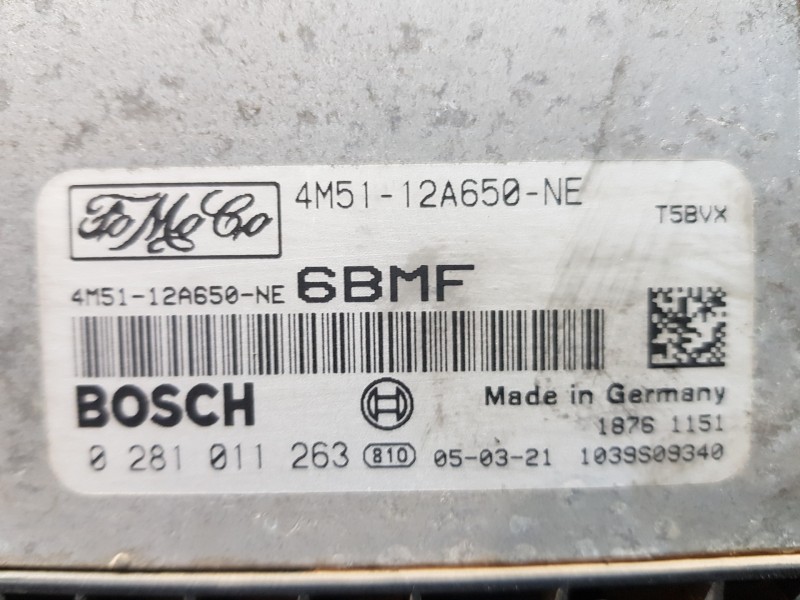 FoMoCo
4M51-12A650-NE
T5BVX
4M51-12A650-NE 6BMF
BOSCH
Made in Germany
1876 1151
0 281 011 263 810 05-03-21 1039S09340